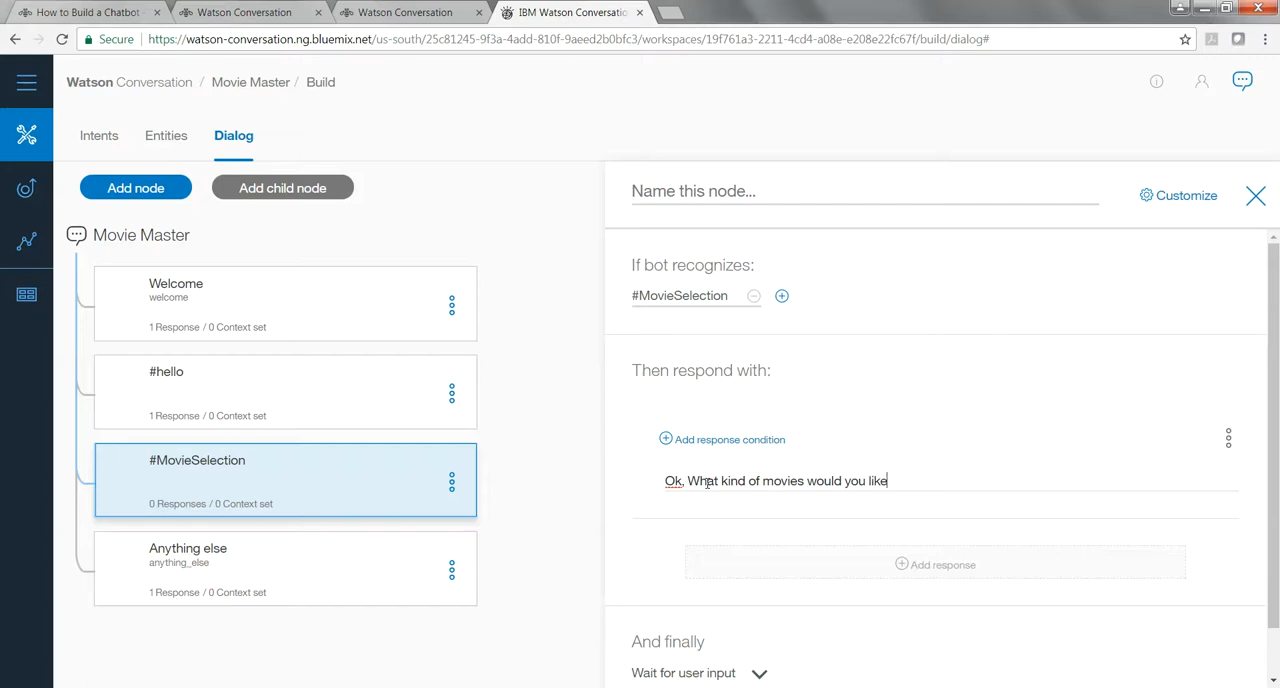 How to Build a Chatbot -
Watson Conversation
Watson Conversation
IBM Watson Conversatio
Secure
https://watson-conversation.ng.bluemix.net/us-south/25c81245-9f3a-4add-810f-9aeed2b0bfc3/workspaces/19f761a3-2211-4cd4-a08e-e208e22fc67f/build/dialog#
Watson Conversation / Movie Master / Build
Intents
Entities
Dialog
Add node
Add child node
Name this node...
Customize
Movie Master
If bot recognizes:
#MovieSelection
Welcome
welcome
1 Response / 0 Context set
#hello
1 Response / 0 Context set
Then respond with:
Add response condition
#MovieSelection
0 Responses / 0 Context set
Ok, What kind of movies would you like
Anything else
anything_else
1 Response / 0 Context set
Add response
And finally
Wait for user input